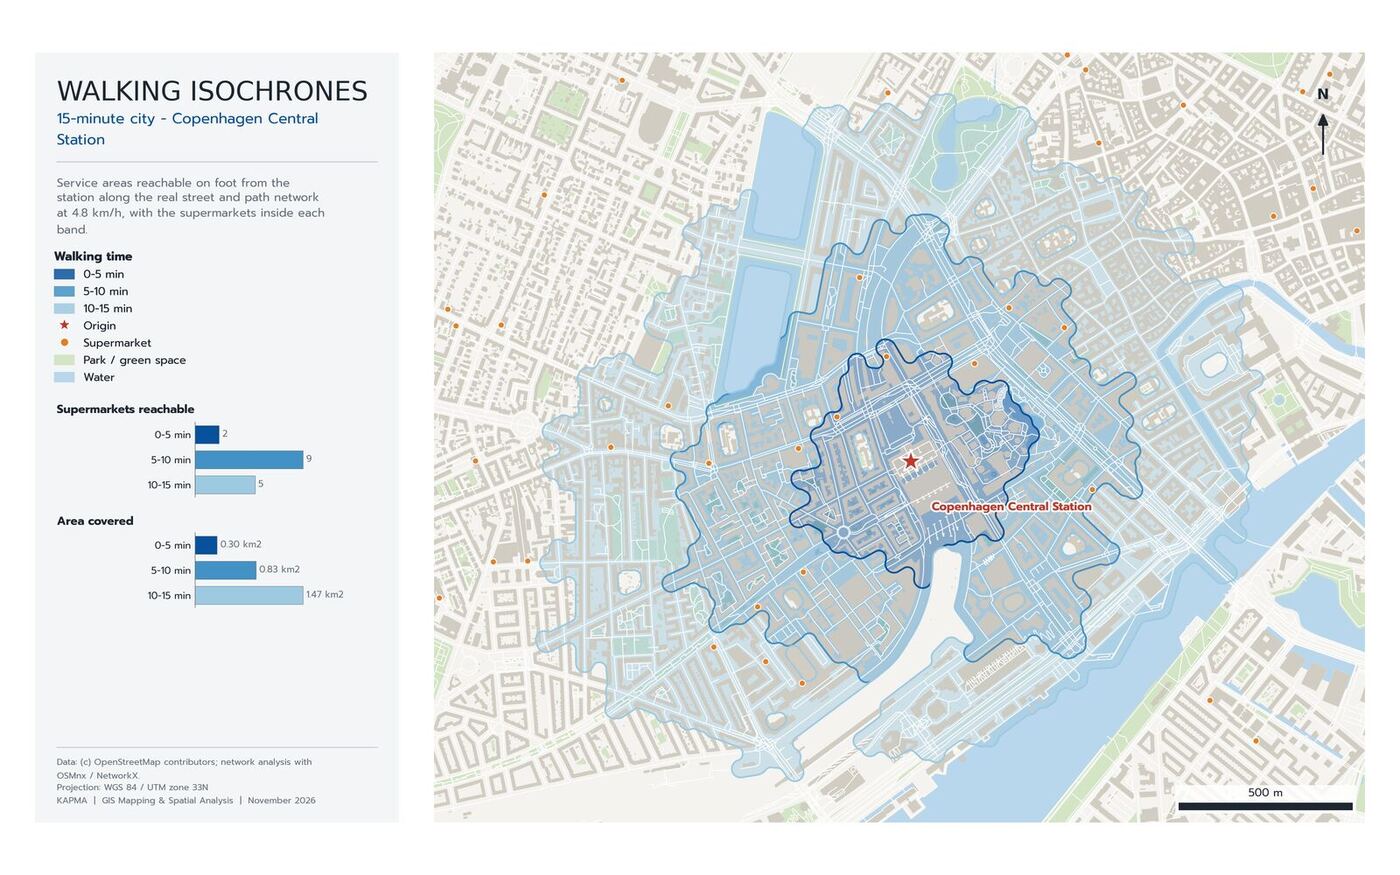 WALKING ISOCHRONES
15-minute city - Copenhagen Central
Station
Service areas reachable on foot from the
station along the real street and path network
at 4.8 km/h, with the supermarkets inside each
band.
Walking time
0-5 min
5-10 min
10-15 min
Origin
Supermarket
Park / green space
Water
Supermarkets reachable
0-5 min 2
5-10 min 9
10-15 min 5
Area covered
0-5 min 0.30 km2
5-10 min 0.83 km2
10-15 min 1.47 km2
Data: (c) OpenStreetMap contributors; network analysis with
OSMnx / NetworkX.
Projection: WGS 84 / UTM zone 33N
KAPMA | GIS Mapping & Spatial Analysis | November 2026
N
Copenhagen Central Station
500 m